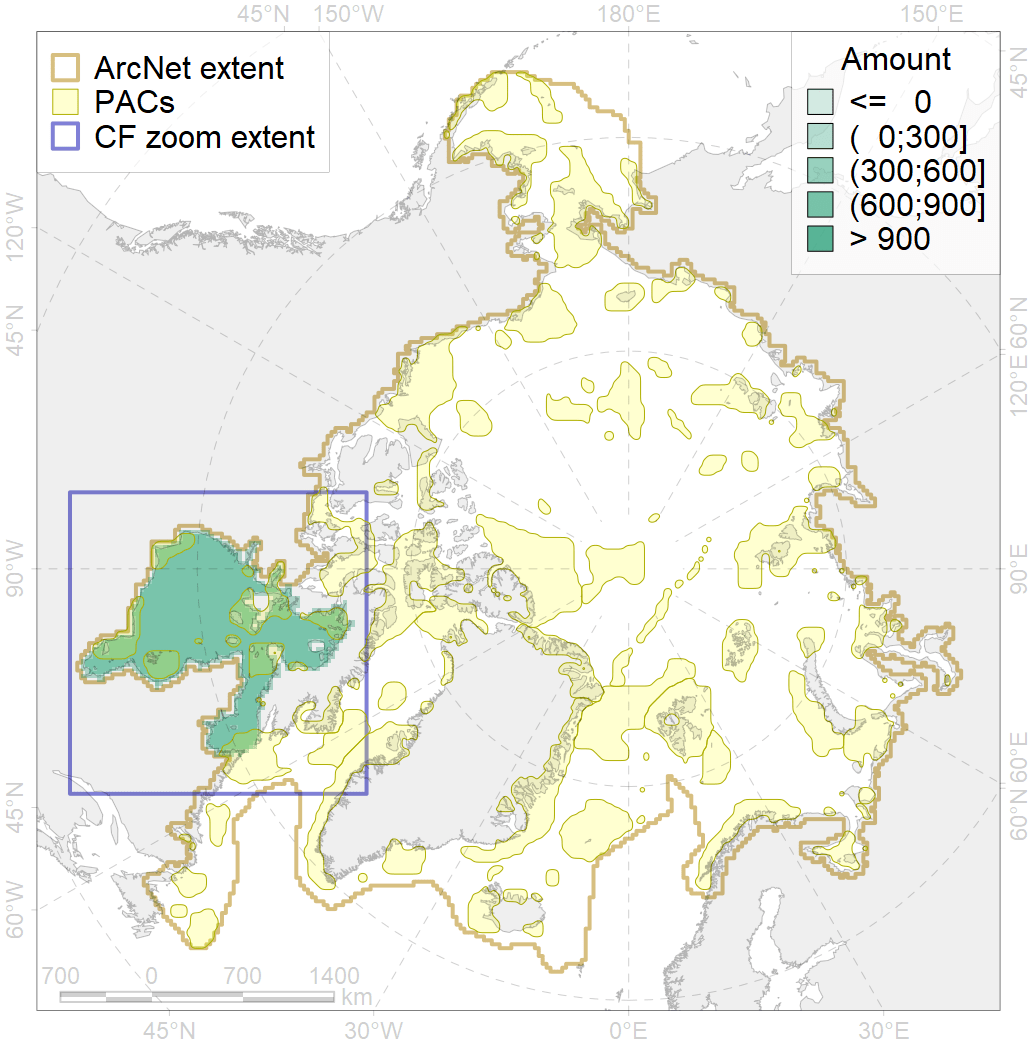 45°N 150°W 180°E 150°E
ArcNet extent
PACs
CF zoom extent
Amount
<= 0
( 0;300]
(300;600]
(600;900]
> 900
120°W
45°N
90°W
45°N
60°W
45°N
60°N
120°E
90°E
60°E
60°N
700 0 700 1400
km
45°N 30°W 0°E 30°E